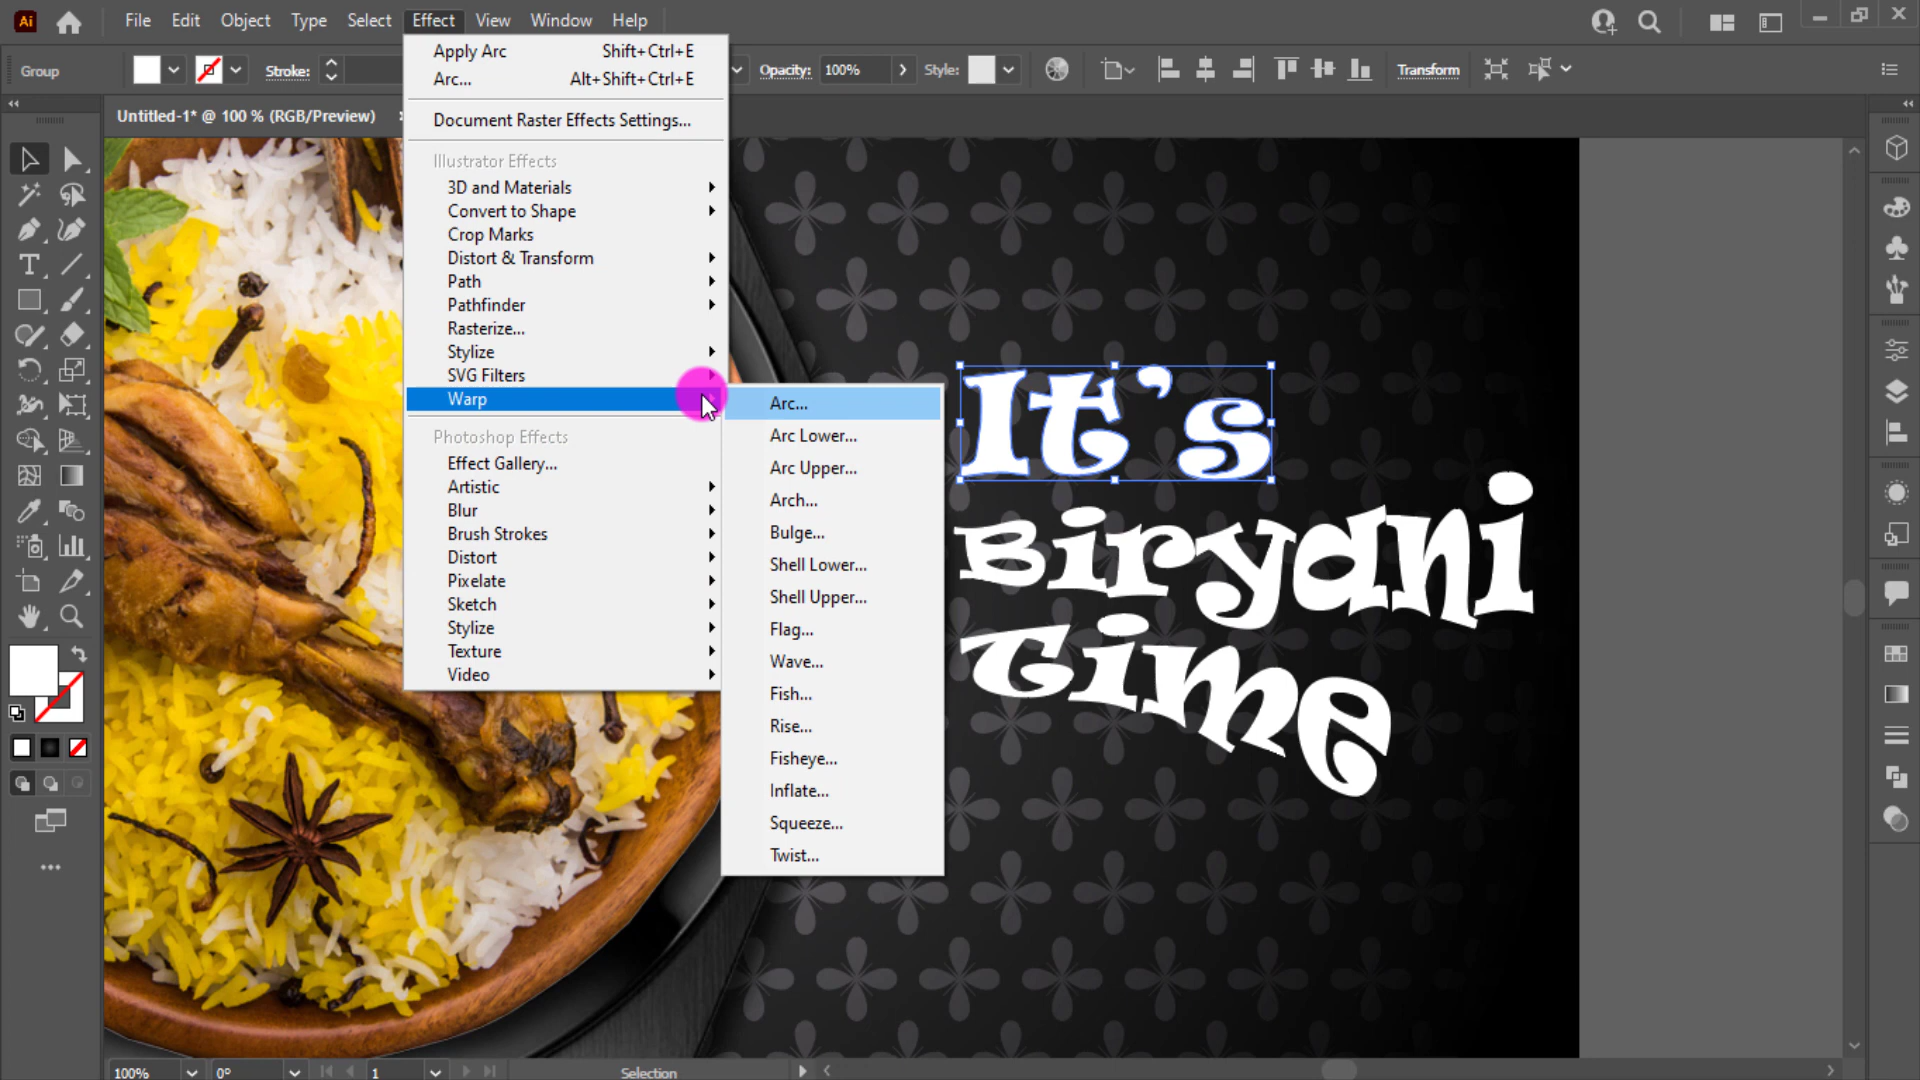 Ai
File Edit Object Type Select Effect View Window Help
Group
Stroke:
Opacity: 100% Style:
Transform
Untitled-1* @ 100 % (RGB/Preview)
Apply Arc Shift+Ctrl+E
Arc... Alt+Shift+Ctrl+E
Document Raster Effects Settings...
Illustrator Effects
3D and Materials
Convert to Shape
Crop Marks
Distort & Transform
Path
Pathfinder
Rasterize...
Stylize
SVG Filters
Warp
Photoshop Effects
Effect Gallery...
Artistic
Blur
Brush Strokes
Distort
Pixelate
Sketch
Stylize
Texture
Video
Arc...
Arc Lower...
Arc Upper...
Arch...
Bulge...
Shell Lower...
Shell Upper...
Flag...
Wave...
Fish...
Rise...
Fisheye...
Inflate...
Squeeze...
Twist...
It's
Biryani
Time
100% 0° 1 Selection